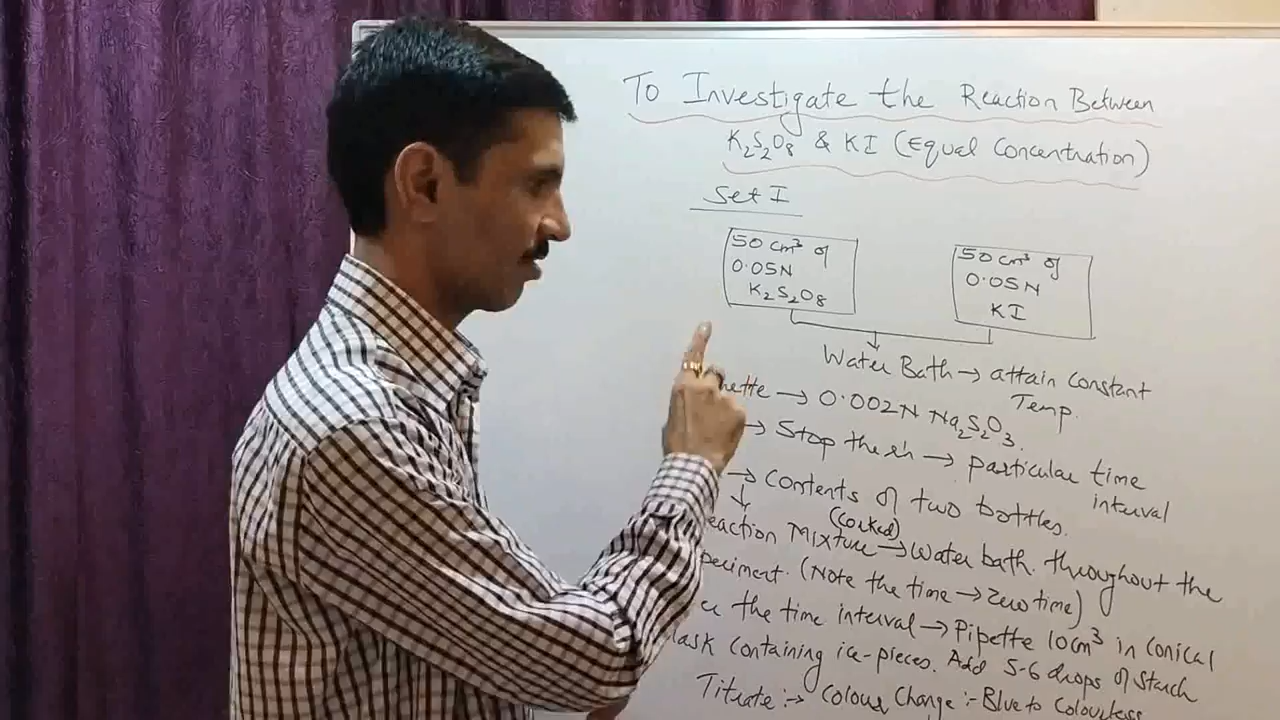 To Investigate the Reaction Between
K₂S₂O₈ & KI (Equal Concentration)
Set I
50 cm³ of
0.05N
K₂S₂O₈
50 cm³ of
0.05N
KI
Water Bath → attain Constant
Temp.
→ 0.002N Na₂S₂O₃.
→ Stop the → particular time
interval
→ Contents of two bottles.
(corked)
Mixture → water bath. throughout the
(Note the time → Zero time)
the time interval → Pipette 10cm³ in Conical
containing ice-pieces. Add 5-6 drops of Starch
Titrate :→ Colour Change :- Blue to Colourless